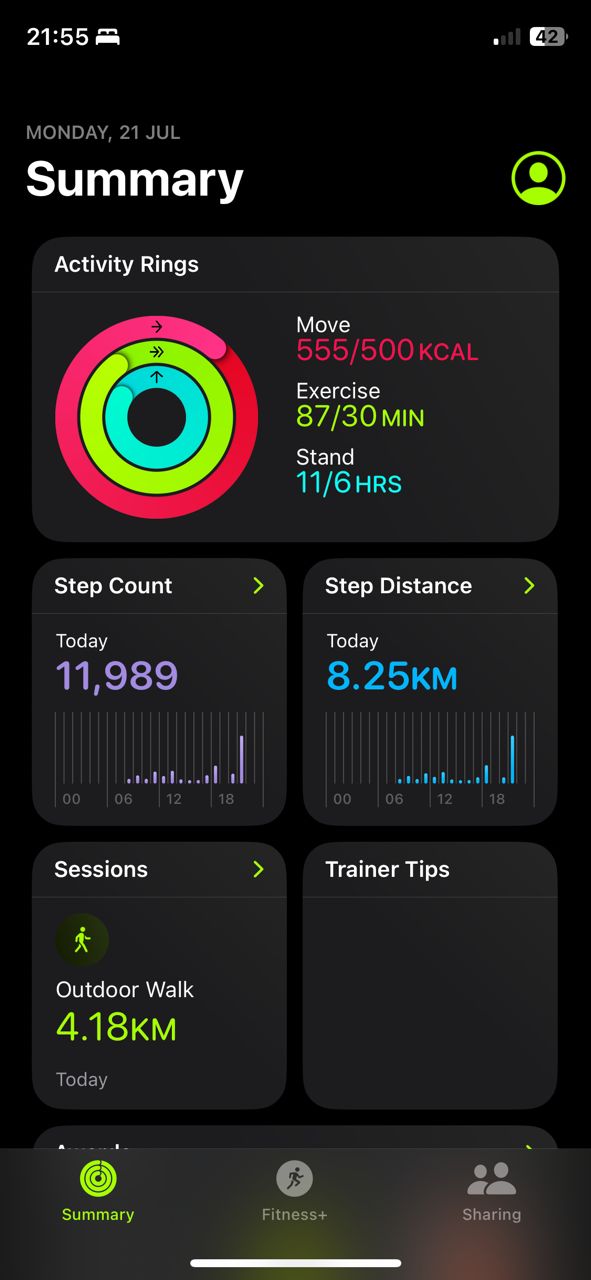 21:55
42
MONDAY, 21 JUL
Summary
Activity Rings
Move
555/500 KCAL
Exercise
87/30 MIN
Stand
11/6 HRS
Step Count
Today
11,989
00 06 12 18
Step Distance
Today
8.25KM
00 06 12 18
Sessions
Outdoor Walk
4.18KM
Today
Trainer Tips
Summary
Fitness+
Sharing